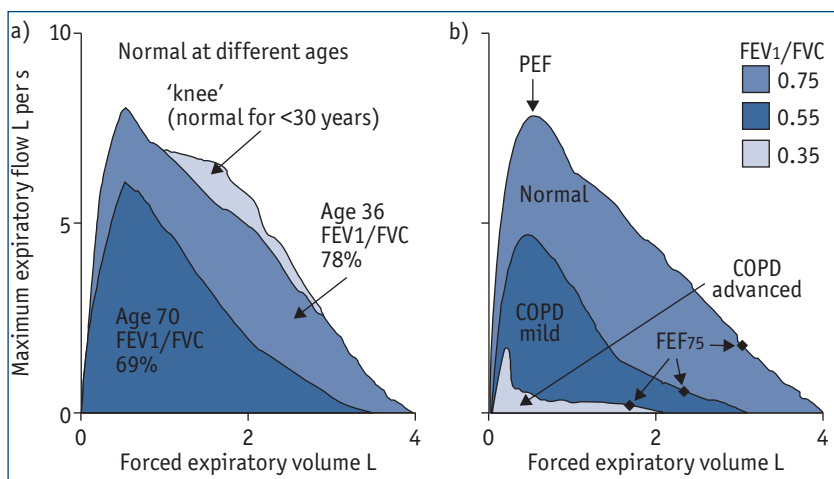 a)
10
5
0
Maximum expiratory flow L per s
Normal at different ages
‘knee’
(normal for <30 years)
Age 36
FEV1/FVC
78%
Age 70
FEV1/FVC
69%
0
2
4
Forced expiratory volume L
b)
PEF
FEV1/FVC
0.75
0.55
0.35
Normal
COPD
advanced
COPD
mild
FEF75
0
2
4
Forced expiratory volume L